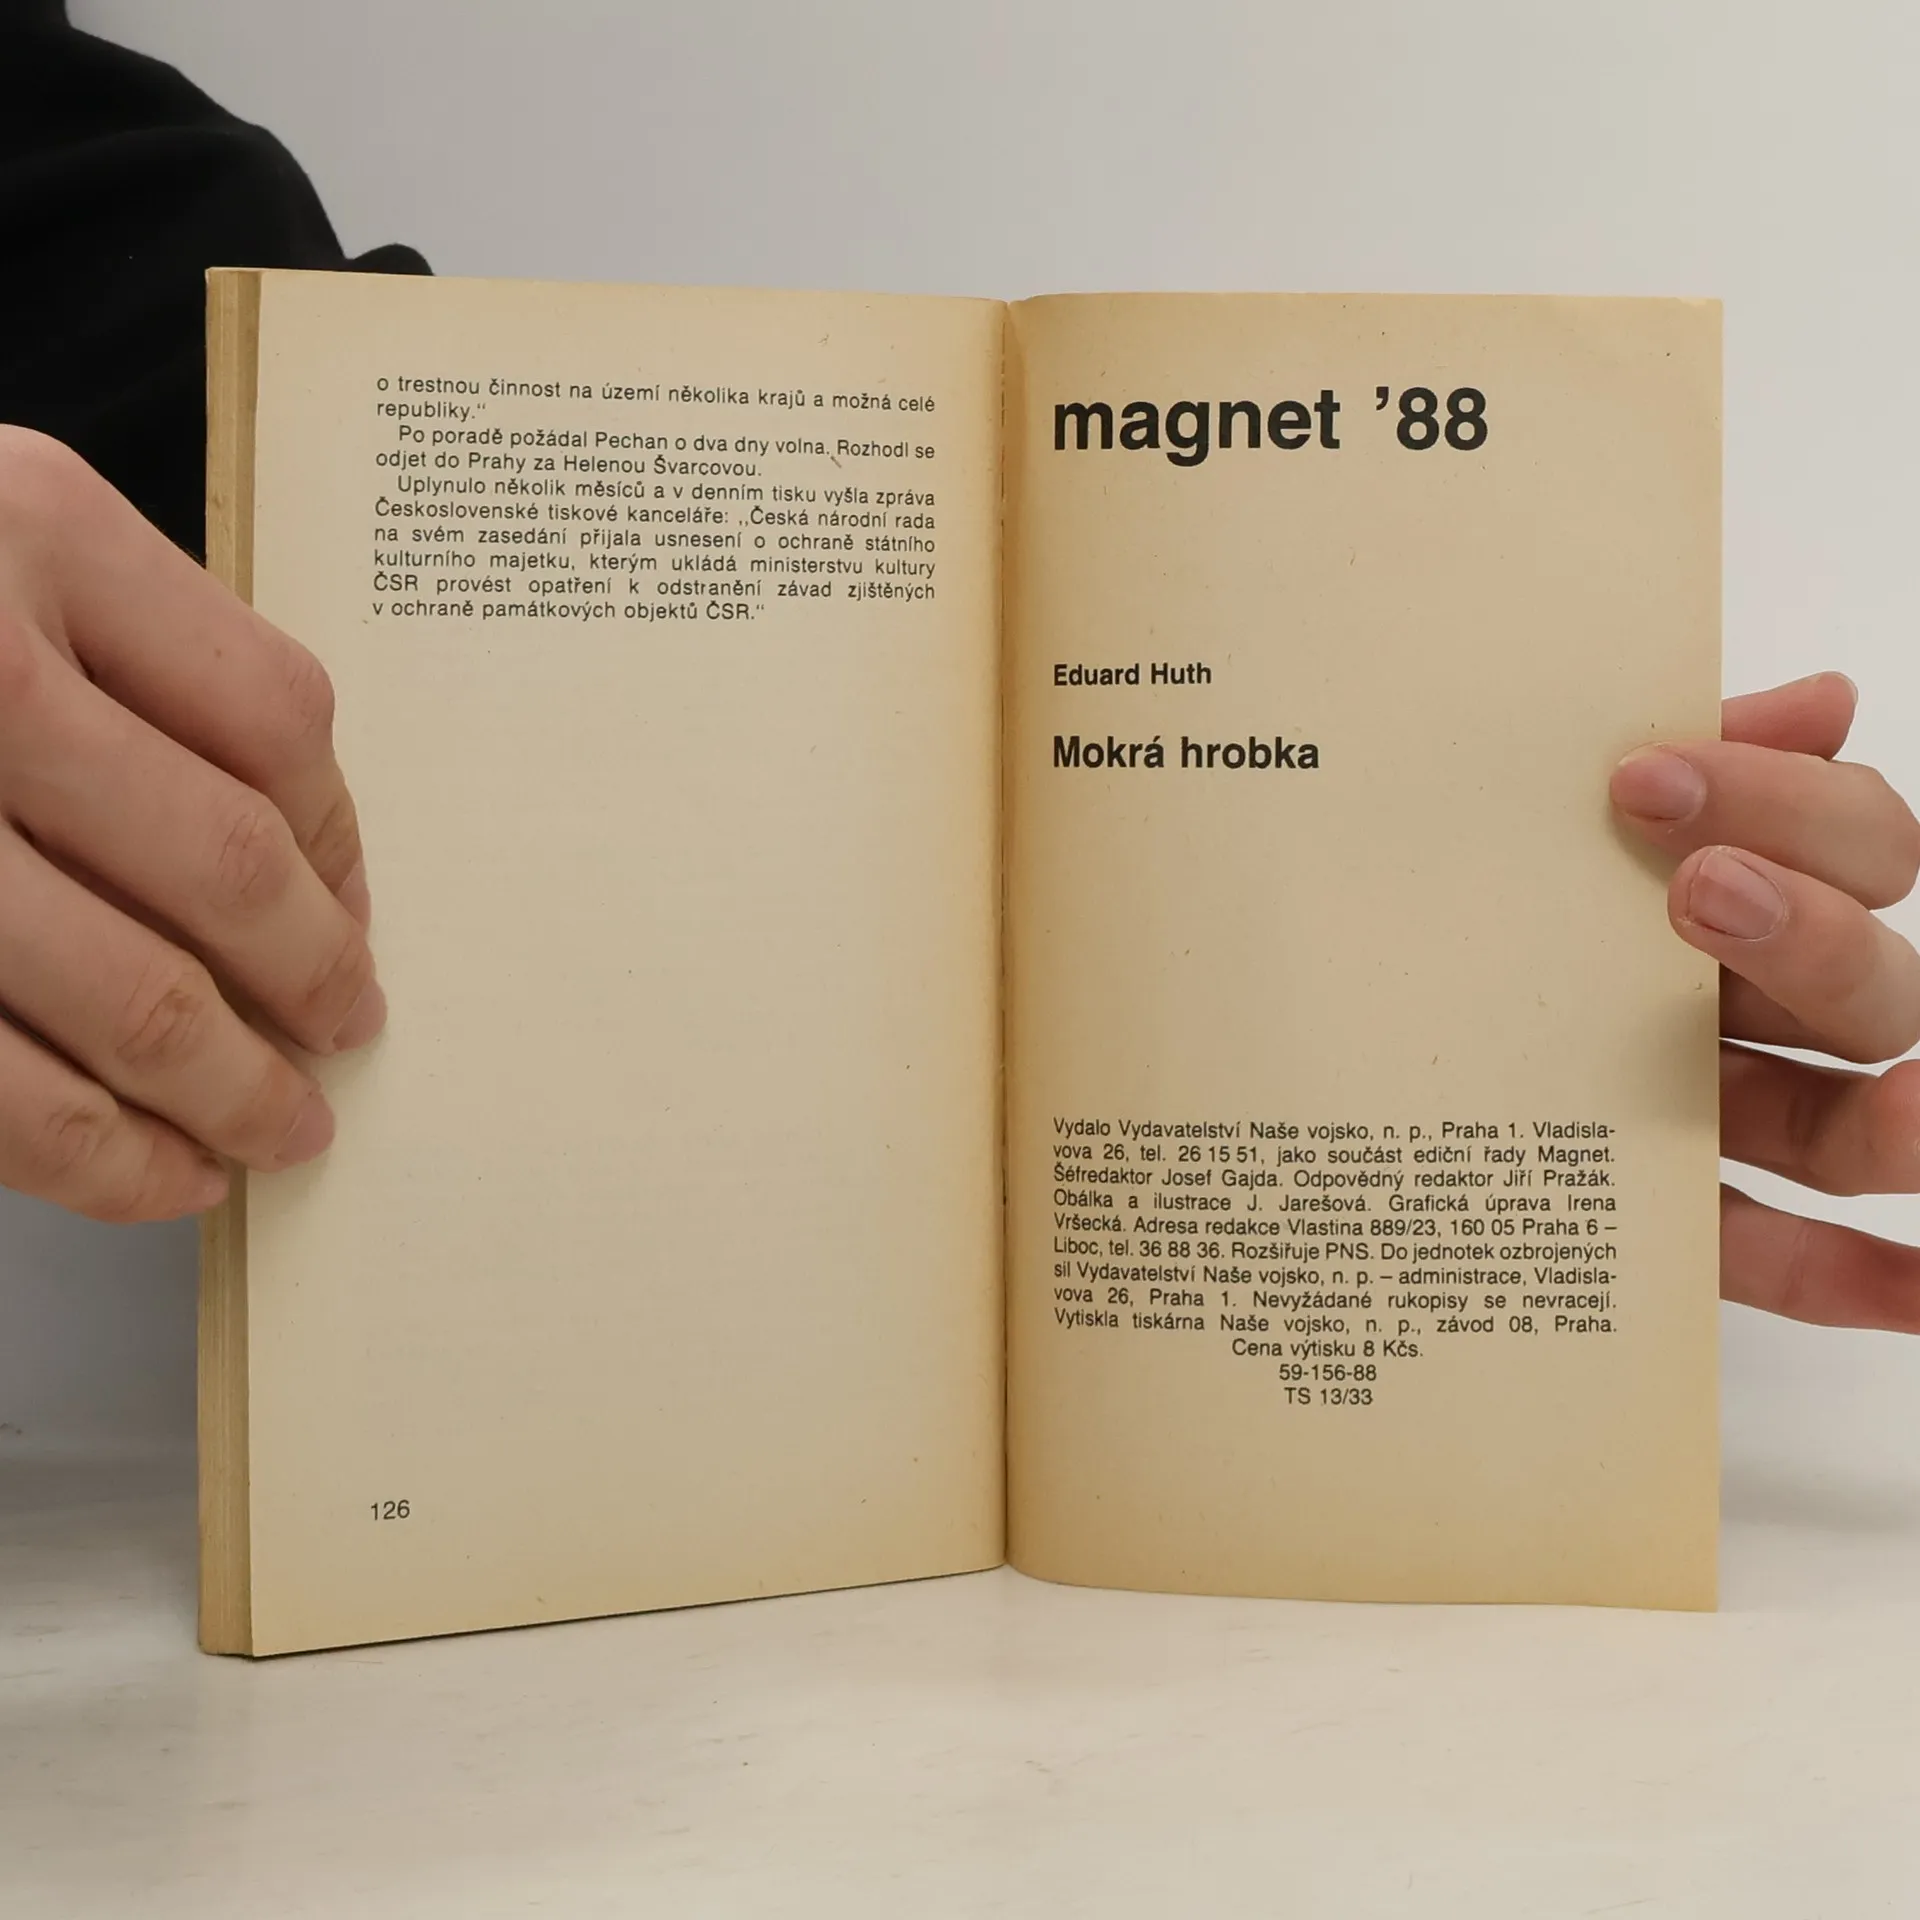 o trestnou činnost na území několika krajů a možná celé
republiky.“
Po poradě požádal Pechan o dva dny volna. Rozhodl se
odjet do Prahy za Helenou Švarcovou.
Uplynulo několik měsíců a v denním tisku vyšla zpráva
Československé tiskové kanceláře: ,,Česká národní rada
na svém zasedání přijala usnesení o ochraně státního
kulturního majetku, kterým ukládá ministerstvu kultury
ČSR provést opatření k odstranění závad zjištěných
v ochraně památkových objektů ČSR.“
126
magnet ’88
Eduard Huth
Mokrá hrobka
Vydalo Vydavatelství Naše vojsko, n. p., Praha 1. Vladisla-
vova 26, tel. 26 15 51, jako součást ediční řady Magnet.
Šéfredaktor Josef Gajda. Odpovědný redaktor Jiří Pražák.
Obálka a ilustrace J. Jarešová. Grafická úprava Irena
Vršecká. Adresa redakce Vlastina 889/23, 160 05 Praha 6 –
Liboc, tel. 36 88 36. Rozšiřuje PNS. Do jednotek ozbrojených
sil Vydavatelství Naše vojsko, n. p. – administrace, Vladisla-
vova 26, Praha 1. Nevyžádané rukopisy se nevracejí.
Vytiskla tiskárna Naše vojsko, n. p., závod 08, Praha.
Cena výtisku 8 Kčs.
59-156-88
TS 13/33